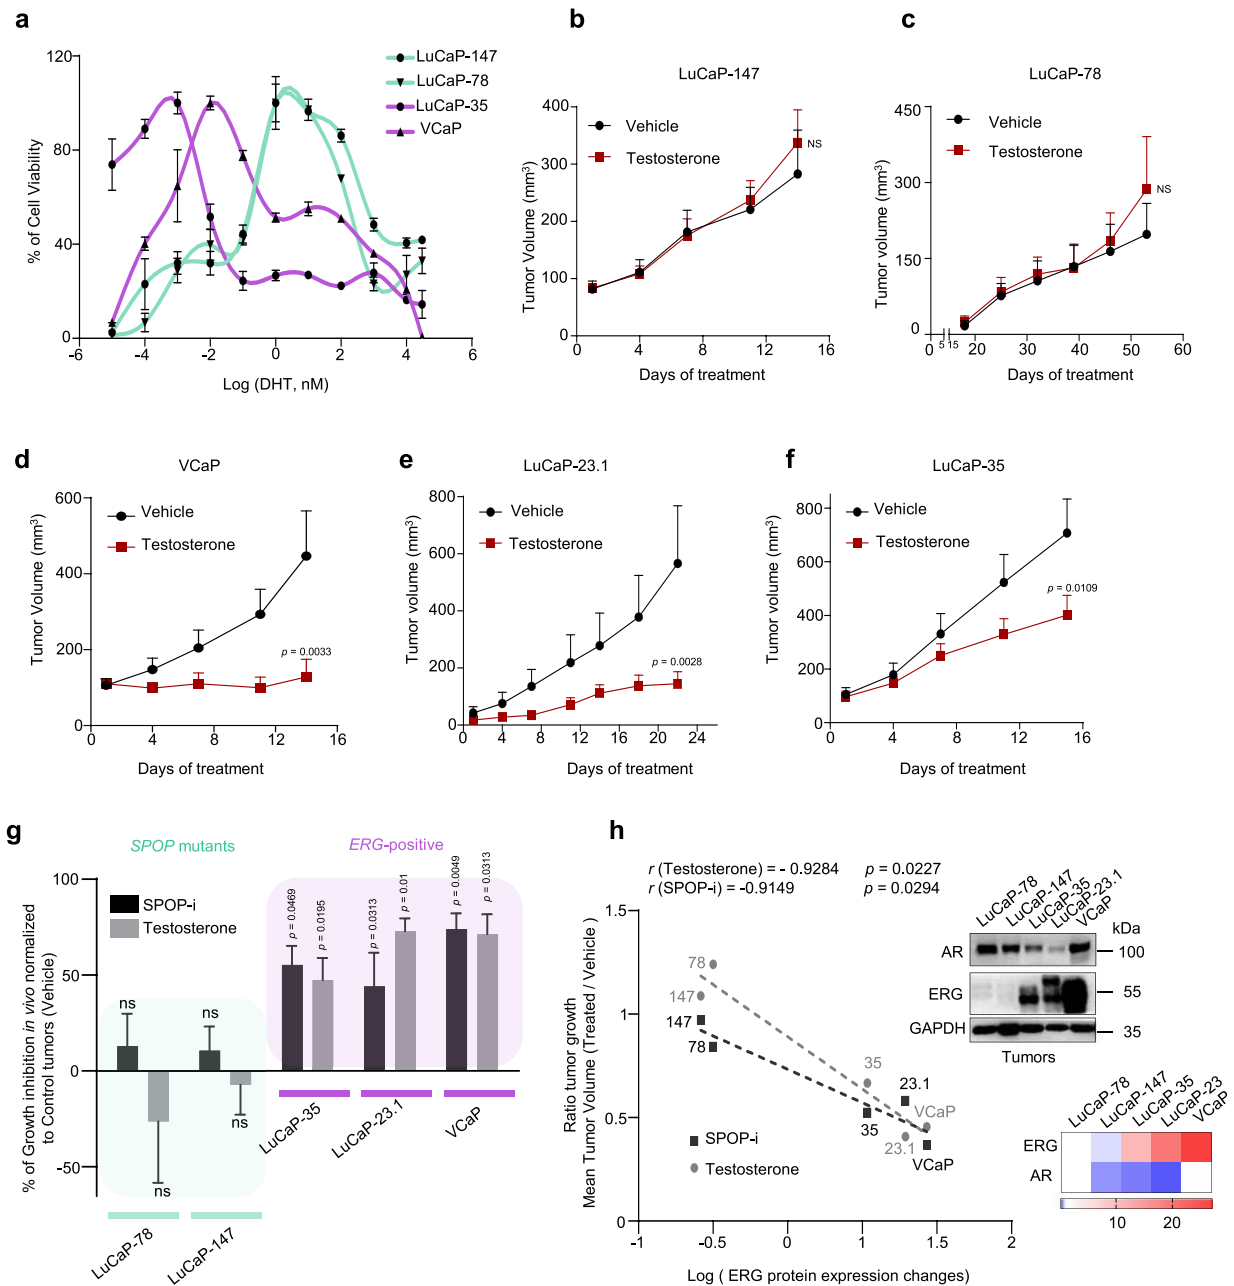 a
120
80
40
0
% of Cell Viability
-6
-4
-2
0
2
4
6
Log (DHT, nM)
LuCaP-147
LuCaP-78
LuCaP-35
VCaP
b
LuCaP-147
400
300
200
100
0
Tumor Volume (mm³)
Vehicle
Testosterone
NS
0
4
8
12
16
Days of treatment
c
LuCaP-78
450
300
150
0
Tumor volume (mm³)
Vehicle
Testosterone
NS
0
5
15
20
30
40
50
60
Days of treatment
d
VCaP
600
400
200
0
Tumor Volume (mm³)
Vehicle
Testosterone
p = 0.0033
0
4
8
12
16
Days of treatment
e
LuCaP-23.1
800
600
400
200
0
Tumor volume (mm³)
Vehicle
Testosterone
p = 0.0028
0
4
8
12
16
20
24
Days of treatment
f
LuCaP-35
800
600
400
200
0
Tumor volume (mm³)
Vehicle
Testosterone
p = 0.0109
0
4
8
12
16
Days of treatment
g
SPOP mutants
ERG-positive
100
50
0
-50
% of Growth inhibition in vivo normalized
to Control tumors (Vehicle)
SPOP-i
Testosterone
ns
ns
ns
ns
p = 0.0469
p = 0.0195
p = 0.0313
p = 0.01
p = 0.0049
p = 0.0313
LuCaP-78
LuCaP-147
LuCaP-35
LuCaP-23.1
VCaP
h
r (Testosterone) = - 0.9284 p = 0.0227
r (SPOP-i) = -0.9149 p = 0.0294
1.5
1
0.5
0
Ratio tumor growth
Mean Tumor Volume (Treated / Vehicle )
78
147
147
78
35
35
23.1
VCaP
23.1
VCaP
SPOP-i
Testosterone
-1
-0.5
0
0.5
1
1.5
2
Log ( ERG protein expression changes)
LuCaP-78
LuCaP-147
LuCaP-35
LuCaP-23.1
VCaP
kDa
AR
100
ERG
55
GAPDH
35
Tumors
LuCaP-78
LuCaP-147
LuCaP-35
LuCaP-23
VCaP
ERG
AR
10
20